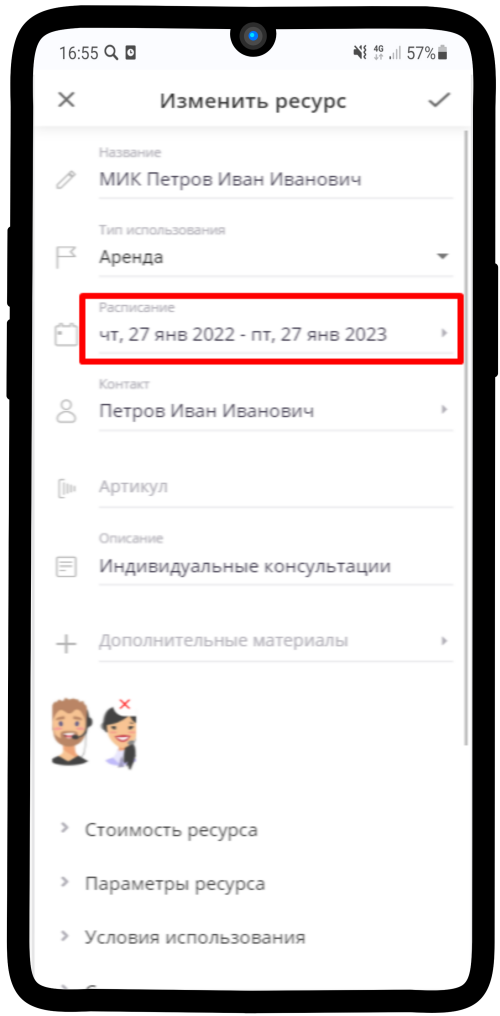 16:55
4G
57%
Изменить ресурс
Название
МИК Петров Иван Иванович
Тип использования
Аренда
Расписание
чт, 27 янв 2022 - пт, 27 янв 2023
Контакт
Петров Иван Иванович
Артикул
Описание
Индивидуальные консультации
Дополнительные материалы
Стоимость ресурса
Параметры ресурса
Условия использования